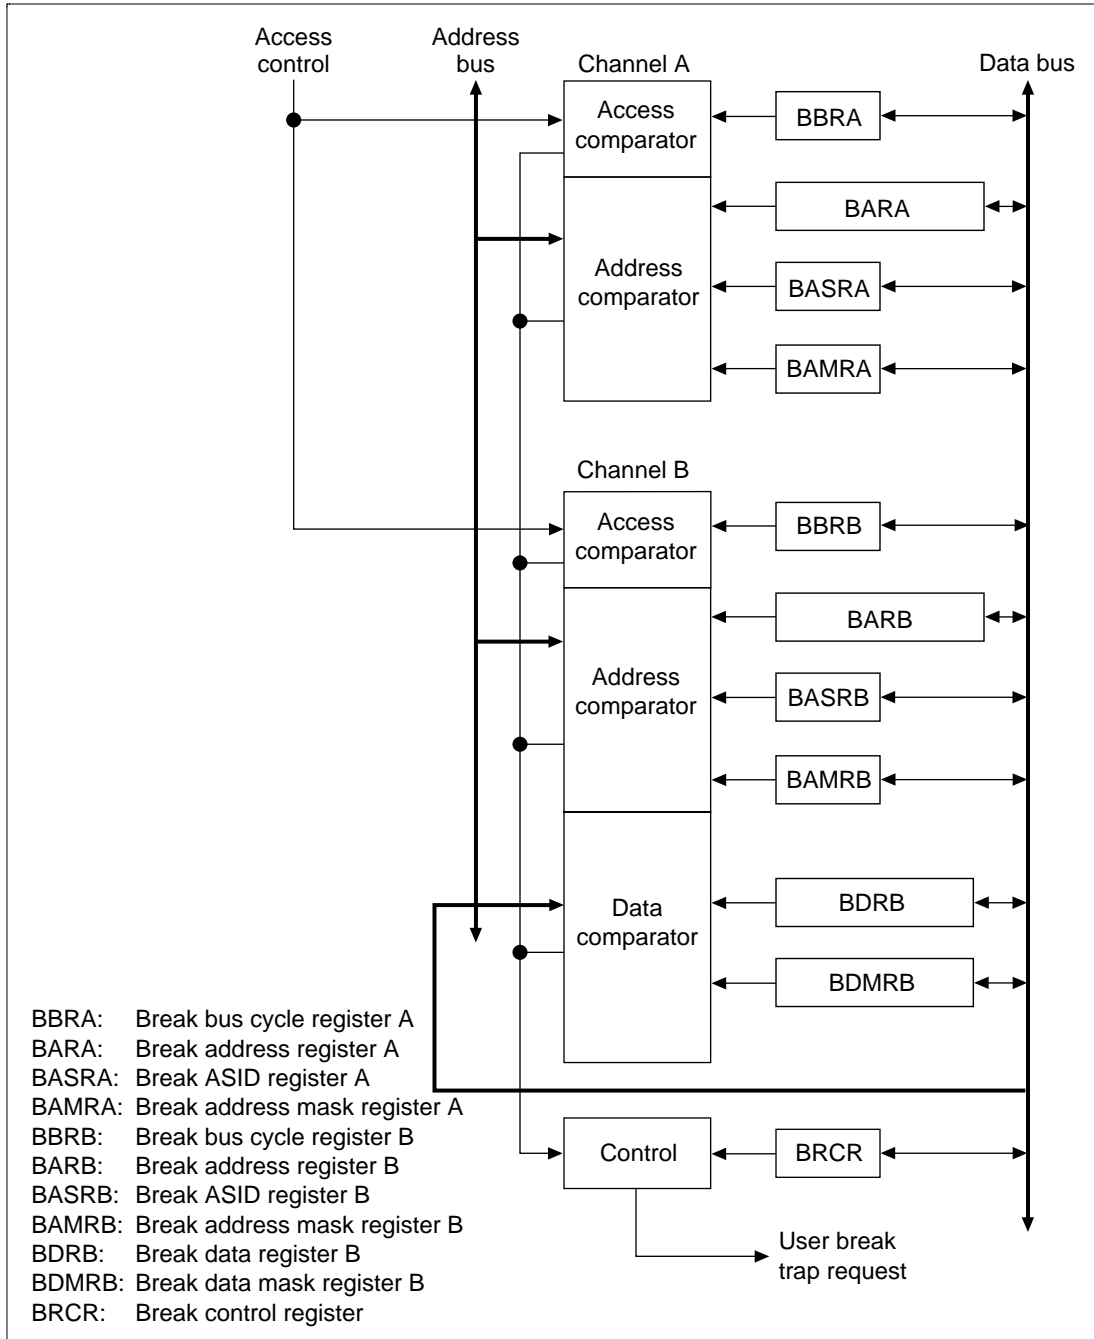 Access
control
Address
bus
Channel A
Data bus
Access
comparator
BBRA
BARA
Address
comparator
BASRA
BAMRA
Channel B
Access
comparator
BBRB
BARB
Address
comparator
BASRB
BAMRB
Data
comparator
BDRB
BDMRB
Control
BRCR
User break
trap request
BBRA: Break bus cycle register A
BARA: Break address register A
BASRA: Break ASID register A
BAMRA: Break address mask register A
BBRB: Break bus cycle register B
BARB: Break address register B
BASRB: Break ASID register B
BAMRB: Break address mask register B
BDRB: Break data register B
BDMRB: Break data mask register B
BRCR: Break control register